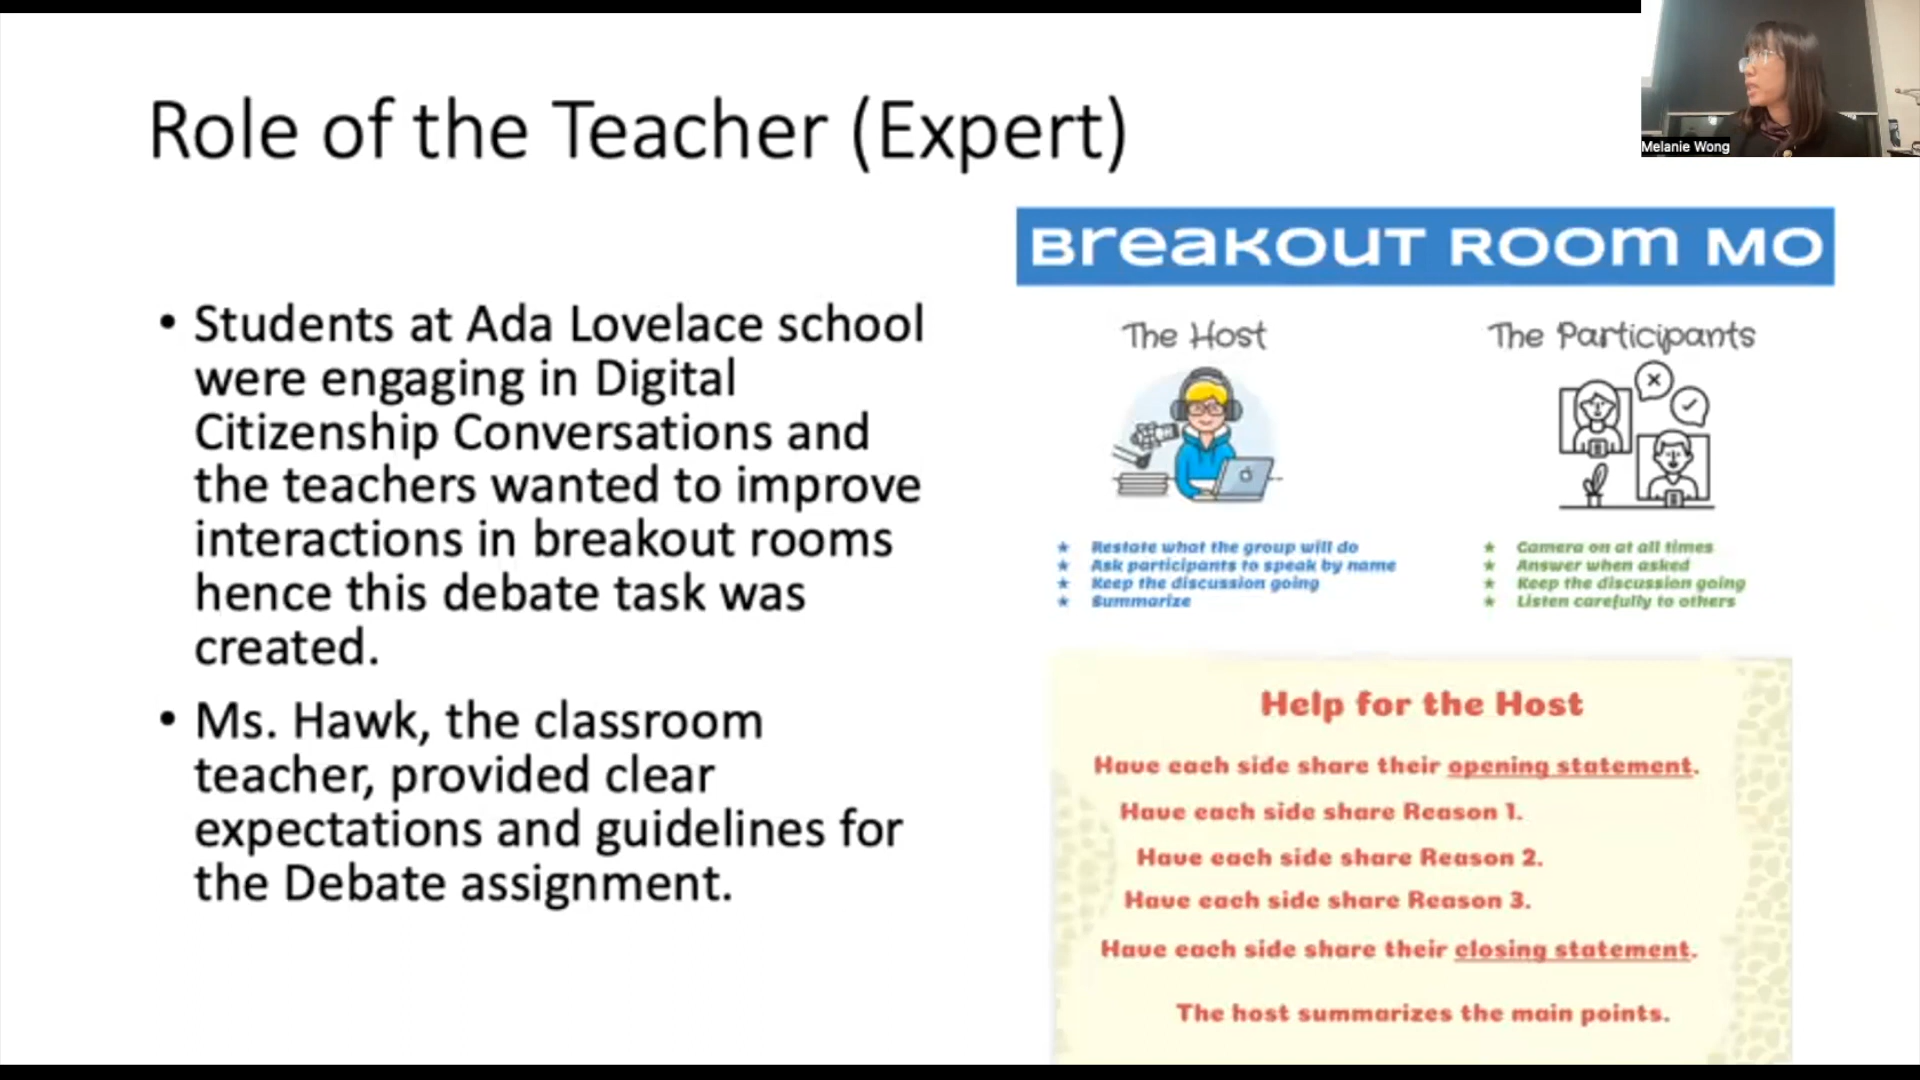 Role of the Teacher (Expert)
Melanie Wong
• Students at Ada Lovelace school
were engaging in Digital
Citizenship Conversations and
the teachers wanted to improve
interactions in breakout rooms
hence this debate task was
created.
• Ms. Hawk, the classroom
teacher, provided clear
expectations and guidelines for
the Debate assignment.
Breakout Room MO
The Host
★ Restate what the group will do
★ Ask participants to speak by name
★ Keep the discussion going
★ Summarize
The Participants
★ Camera on at all times
★ Answer when asked
★ Keep the discussion going
★ Listen carefully to others
Help for the Host
Have each side share their opening statement.
Have each side share Reason 1.
Have each side share Reason 2.
Have each side share Reason 3.
Have each side share their closing statement.
The host summarizes the main points.